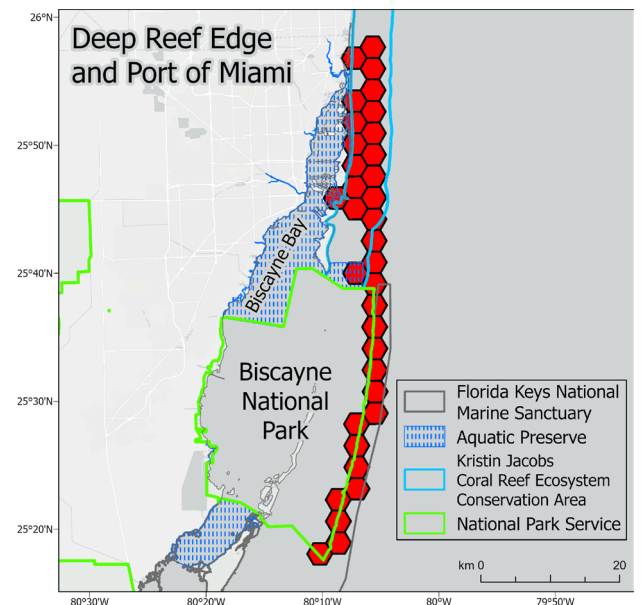 Deep Reef Edge
and Port of Miami
26°N
25°50'N
25°40'N
25°30'N
25°20'N
Biscayne Bay
Biscayne
National
Park
Florida Keys National
Marine Sanctuary
Aquatic Preserve
Kristin Jacobs
Coral Reef Ecosystem
Conservation Area
National Park Service
km 0 20
80°30'W 80°20'W 80°10'W 80°W 79°50'W